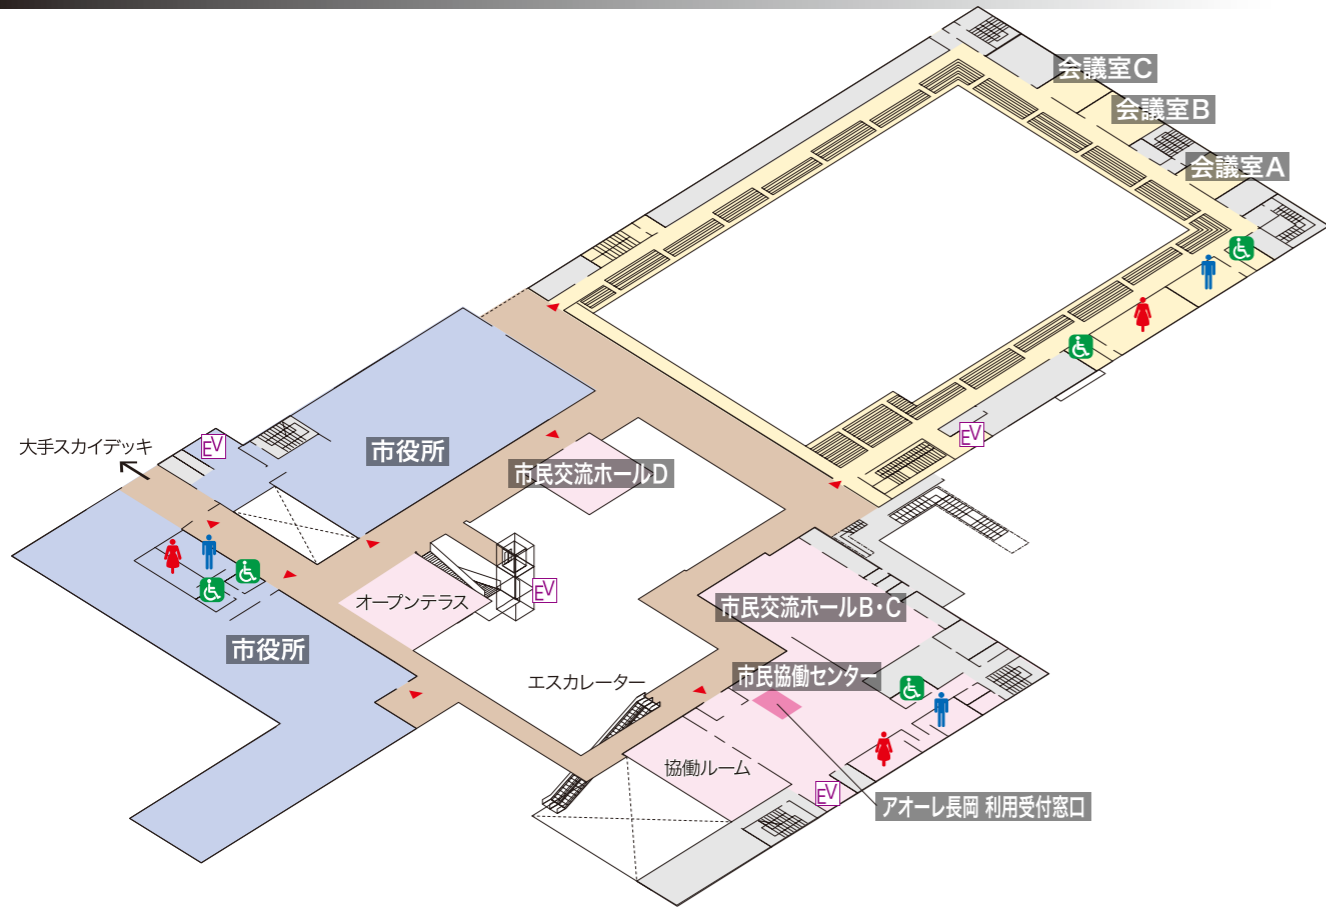 会議室C
会議室B
会議室A
EV
大手スカイデッキ
EV
市役所
市民交流ホールD
オープンテラス
EV
市役所
市民交流ホールB・C
市民協働センター
エスカレーター
協働ルーム
EV
アオーレ長岡 利用受付窓口